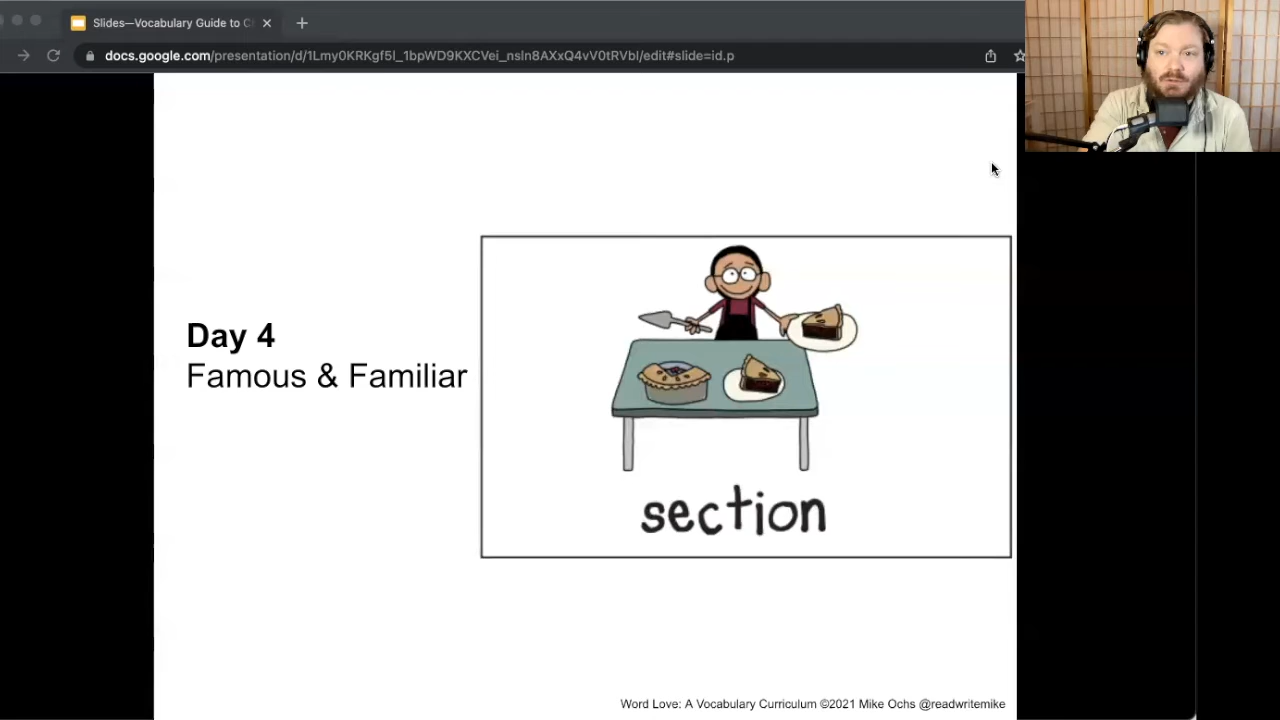 Slides—Vocabulary Guide to C
docs.google.com/presentation/d/1Lmy0KRKgf5I_1bpWD9KXCVei_nsln8AXxQ4vV0tRVbI/edit#slide=id.p
Day 4
Famous & Familiar
section
Word Love: A Vocabulary Curriculum ©2021 Mike Ochs @readwritemike